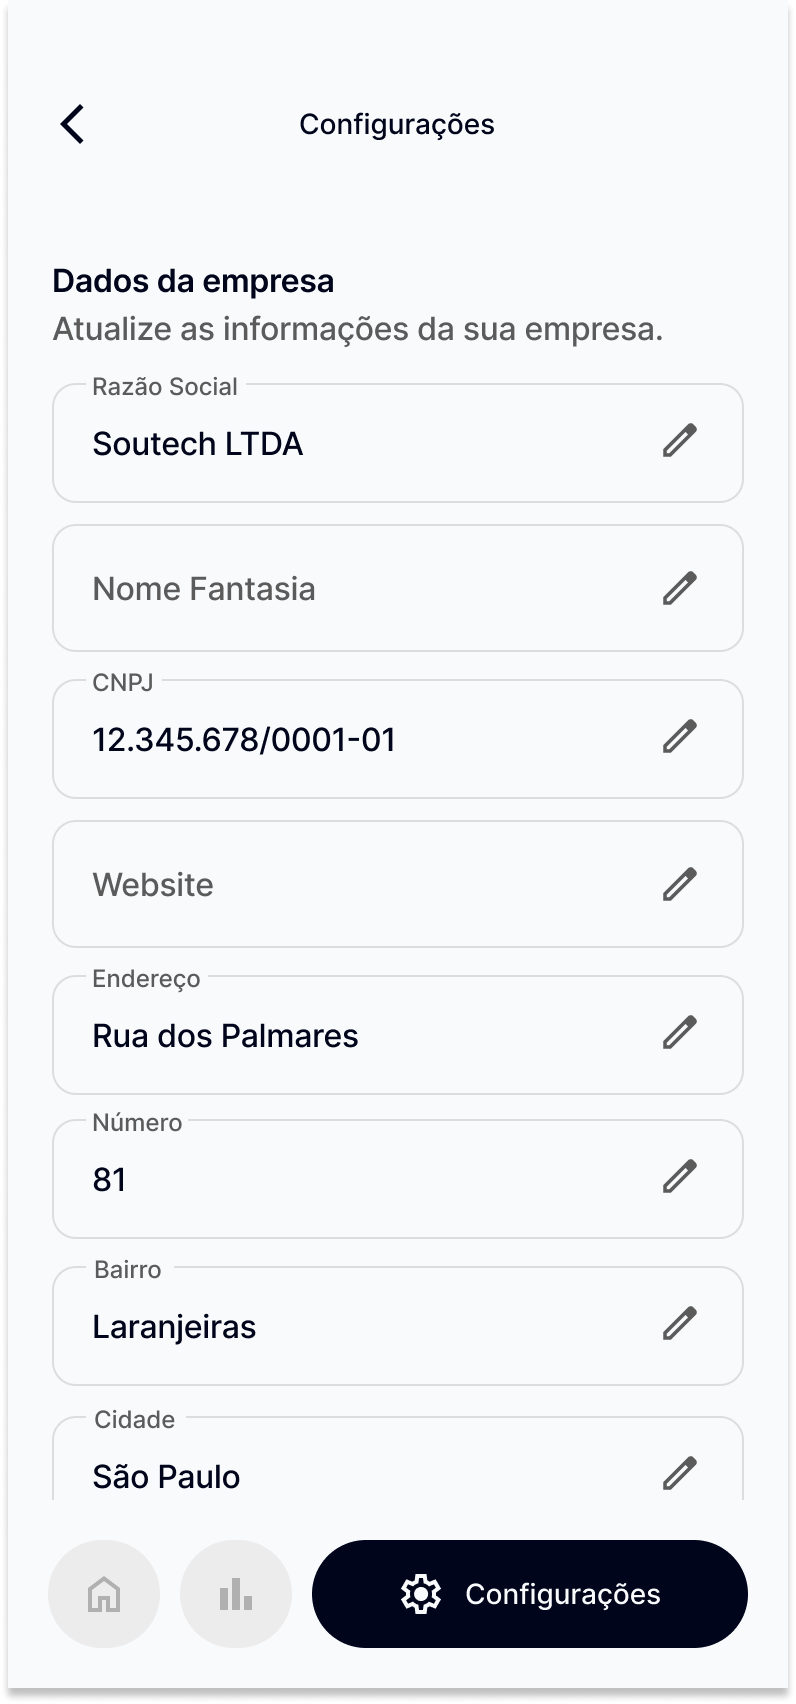 Configurações
Dados da empresa
Atualize as informações da sua empresa.
Razão Social
Soutech LTDA
Nome Fantasia
CNPJ
12.345.678/0001-01
Website
Endereço
Rua dos Palmares
Número
81
Bairro
Laranjeiras
Cidade
São Paulo
Configurações